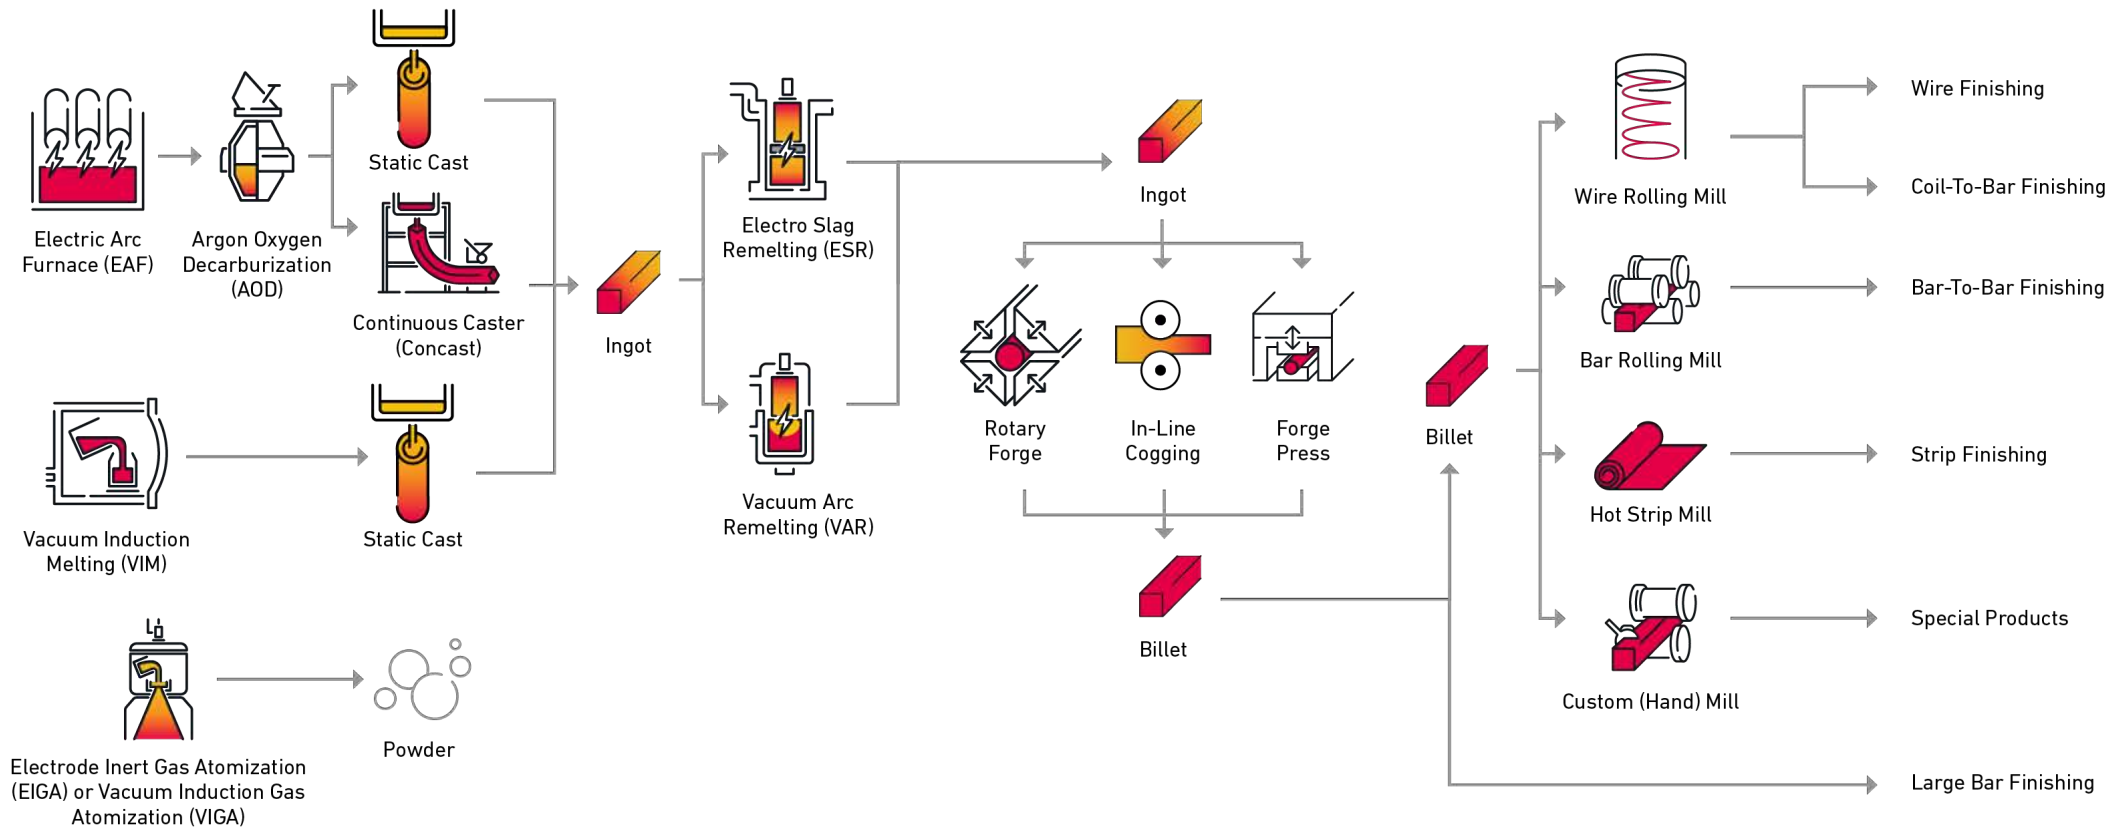 Electric Arc
Furnace (EAF)
Argon Oxygen
Decarburization
(AOD)
Static Cast
Continuous Caster
(Concast)
Vacuum Induction
Melting (VIM)
Static Cast
Electrode Inert Gas Atomization
(EIGA) or Vacuum Induction Gas
Atomization (VIGA)
Powder
Ingot
Electro Slag
Remelting (ESR)
Vacuum Arc
Remelting (VAR)
Ingot
Rotary
Forge
In-Line
Cogging
Forge
Press
Billet
Billet
Wire Rolling Mill
Bar Rolling Mill
Hot Strip Mill
Custom (Hand) Mill
Wire Finishing
Coil-To-Bar Finishing
Bar-To-Bar Finishing
Strip Finishing
Special Products
Large Bar Finishing